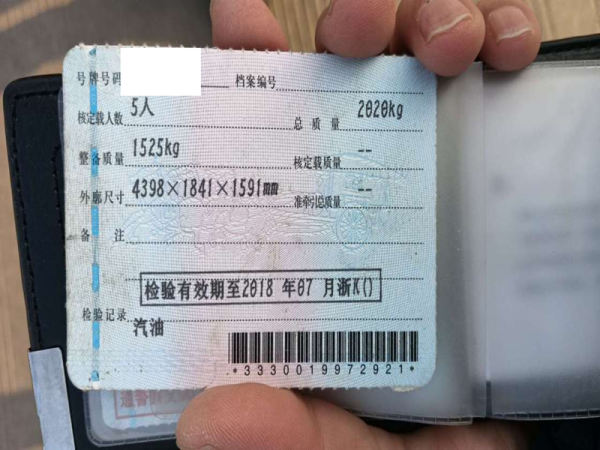 号牌号码 档案编号
核定载人数 5人 总质量 2020kg
整备质量 1525kg 核定载质量 --
外廓尺寸 4398×1841×1591mm 准牵引总质量 --
备注
检验有效期至2018 年07 月浙K()
检验记录
汽油
*3330019972921*